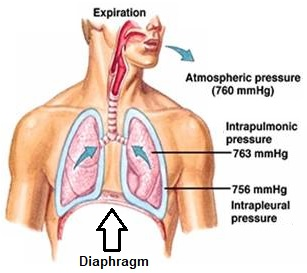 Expiration
Atmospheric pressure
(760 mmHg)
Intrapulmonic
pressure
763 mmHg
756 mmHg
Intrapleural
pressure
Diaphragm